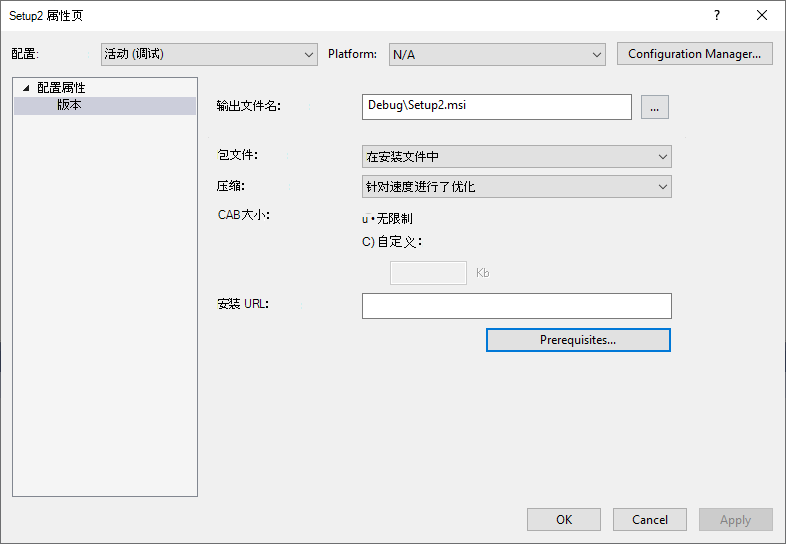 Setup2 属性页
配置: 活动 (调试) Platform: N/A Configuration Manager...
配置属性
版本
输出文件名: Debug\Setup2.msi ...
包文件: 在安装文件中
压缩: 针对速度进行了优化
CAB大小: u •无限制
C) 自定义:
Kb
安装 URL:
Prerequisites...
OK Cancel Apply